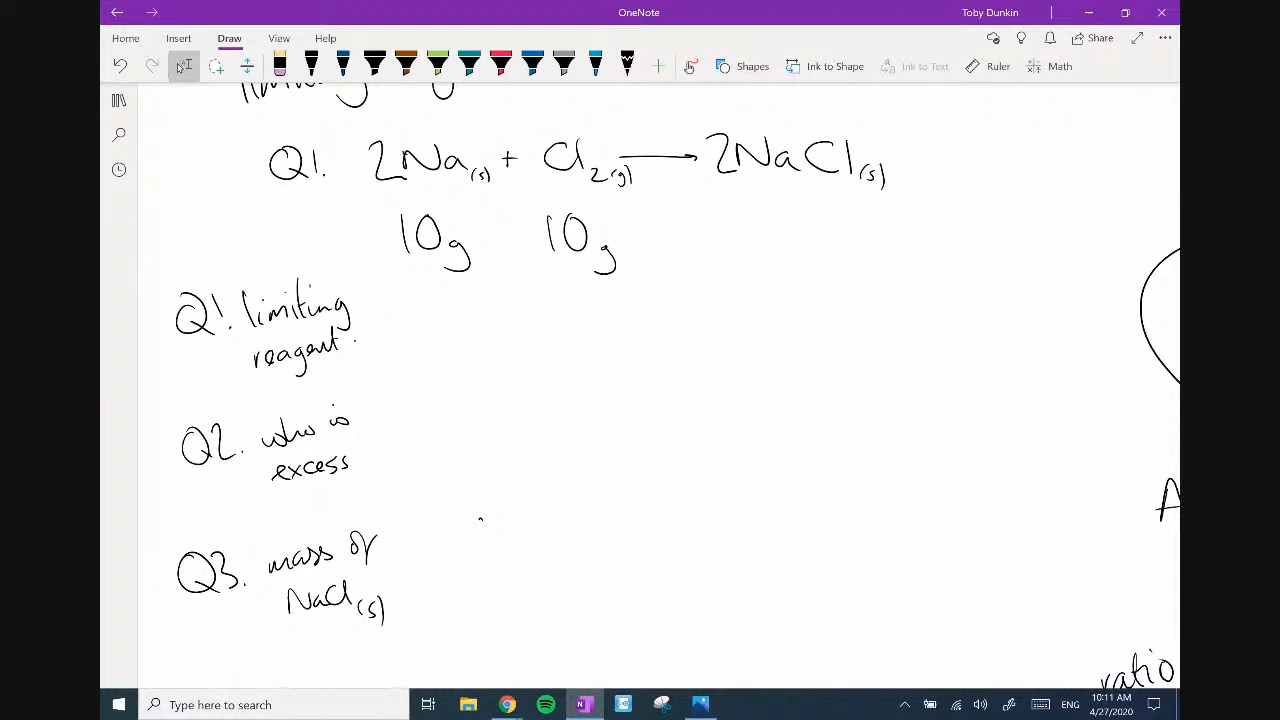 OneNote
Toby Dunkin
Home Insert Draw View Help
Share
Shapes Ink to Shape Ink to Text Ruler Math
limiting
Q1. 2Na(s) + Cl2(g) → 2NaCl(s)
10g 10g
Q1. limiting
reagent.
Q2. who is
excess
Q3. mass of
NaCl(s)
A
ratio
Type here to search
ENG
10:11 AM
4/27/2020